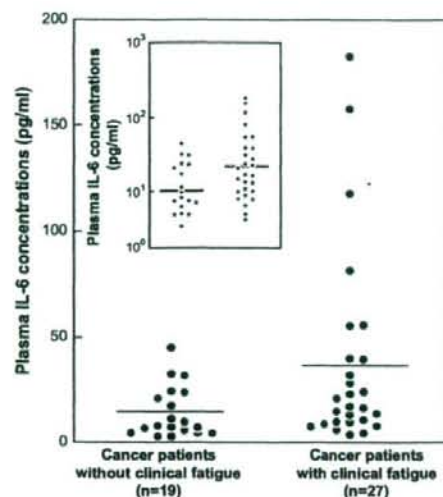 200
150
100
50
0
Plasma IL-6 concentrations (pg/ml)
10³
10²
10¹
10⁰
Plasma IL-6 concentrations
(pg/ml)
Cancer patients
without clinical fatigue
(n=19)
Cancer patients
with clinical fatigue
(n=27)